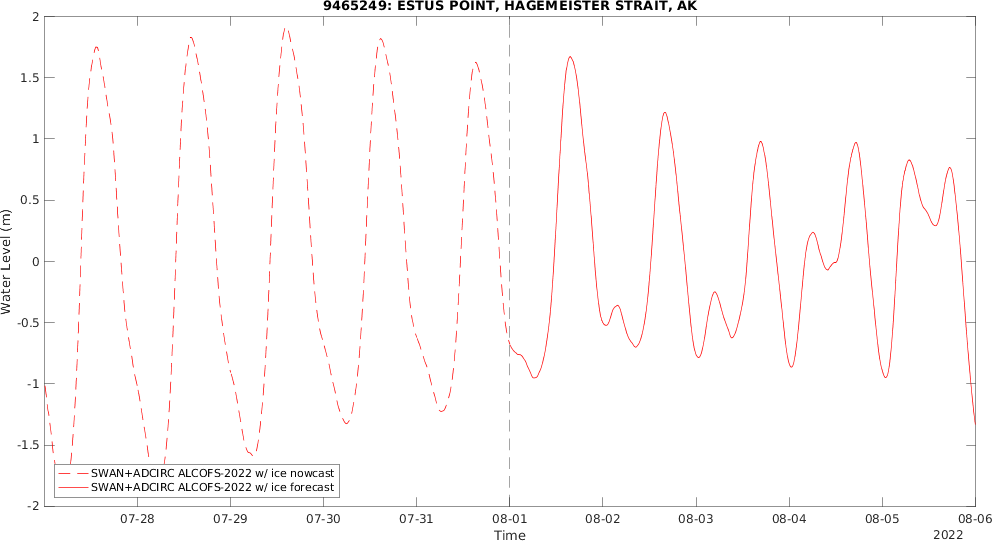 9465249: ESTUS POINT, HAGEMEISTER STRAIT, AK
2
1.5
1
0.5
0
-0.5
-1
-1.5
-2
Water Level (m)
SWAN+ADCIRC ALCOFS-2022 w/ ice nowcast
SWAN+ADCIRC ALCOFS-2022 w/ ice forecast
07-28 07-29 07-30 07-31 08-01 08-02 08-03 08-04 08-05 08-06
Time
2022